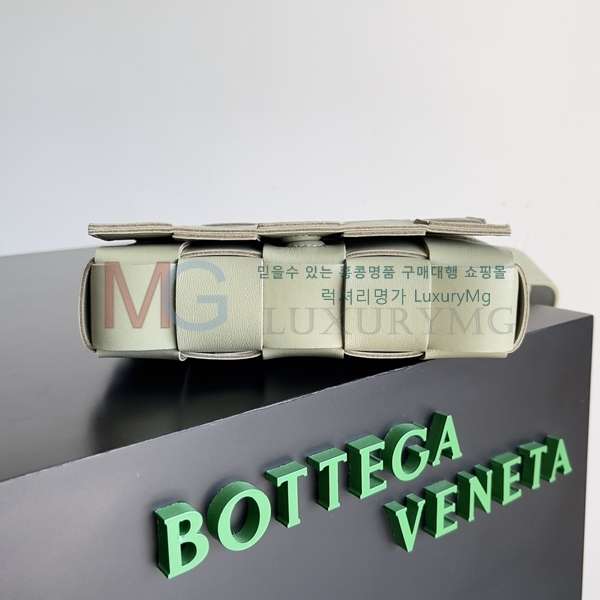 MG
믿을수 있는 홍콩명품 구매대행 쇼핑몰
럭셔리명가 LuxuryMg
LUXURYMG
BOTTEGA
VENETA